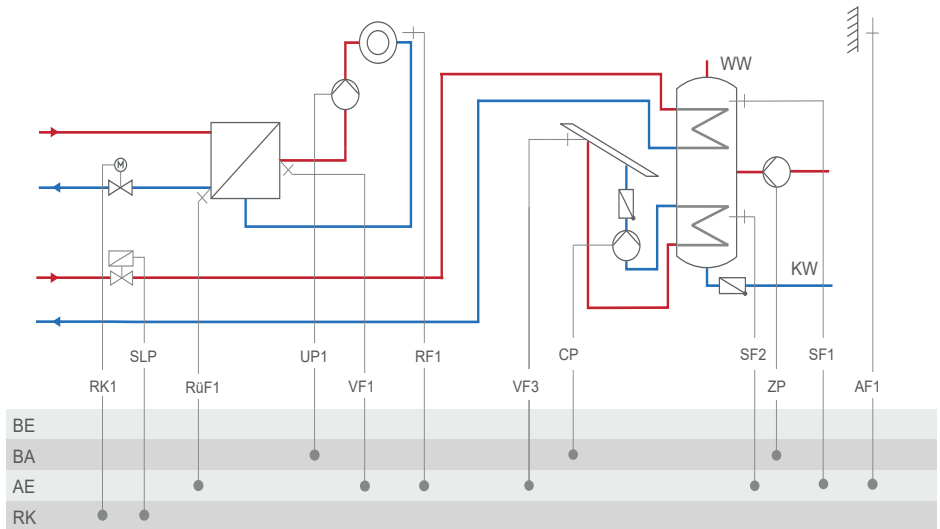 WW
M
KW
SLP
UP1
RF1
CP
SF2
SF1
RK1
RüF1
VF1
VF3
ZP
AF1
BE
BA
AE
RK